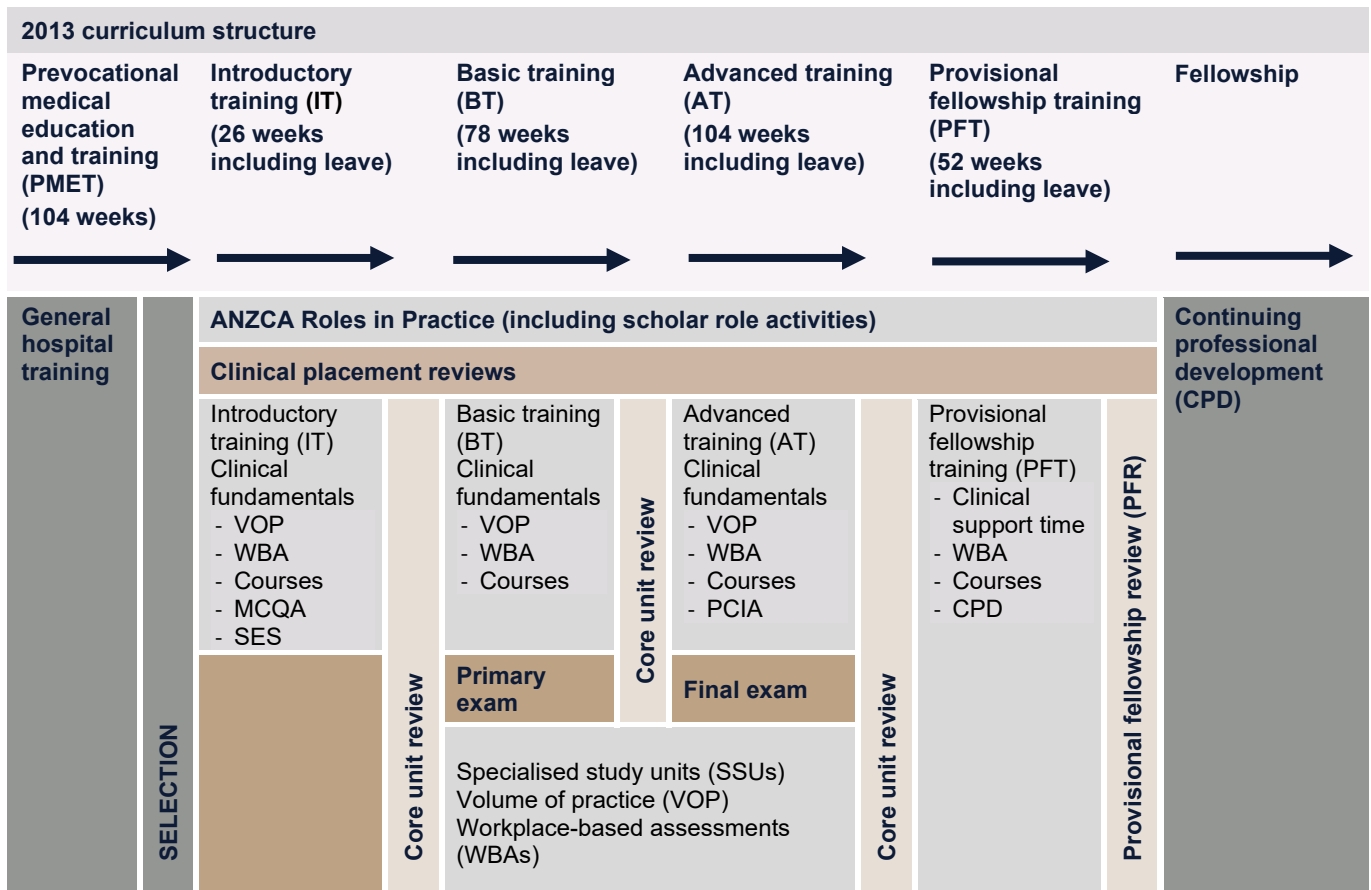 2013 curriculum structure
Prevocational
medical
education
and training
(PMET)
(104 weeks)
Introductory
training (IT)
(26 weeks
including leave)
Basic training
(BT)
(78 weeks
including leave)
Advanced training
(AT)
(104 weeks
including leave)
Provisional
fellowship training
(PFT)
(52 weeks
including leave)
Fellowship
General
hospital
training
SELECTION
ANZCA Roles in Practice (including scholar role activities)
Clinical placement reviews
Introductory
training (IT)
Clinical
fundamentals
- VOP
- WBA
- Courses
- MCQA
- SES
Core unit review
Basic training
(BT)
Clinical
fundamentals
- VOP
- WBA
- Courses
Primary
exam
Core unit review
Advanced
training (AT)
Clinical
fundamentals
- VOP
- WBA
- Courses
- PCIA
Final exam
Specialised study units (SSUs)
Volume of practice (VOP)
Workplace-based assessments
(WBAs)
Core unit review
Provisional
fellowship
training (PFT)
- Clinical
support time
- WBA
- Courses
- CPD
Provisional fellowship review (PFR)
Continuing
professional
development
(CPD)